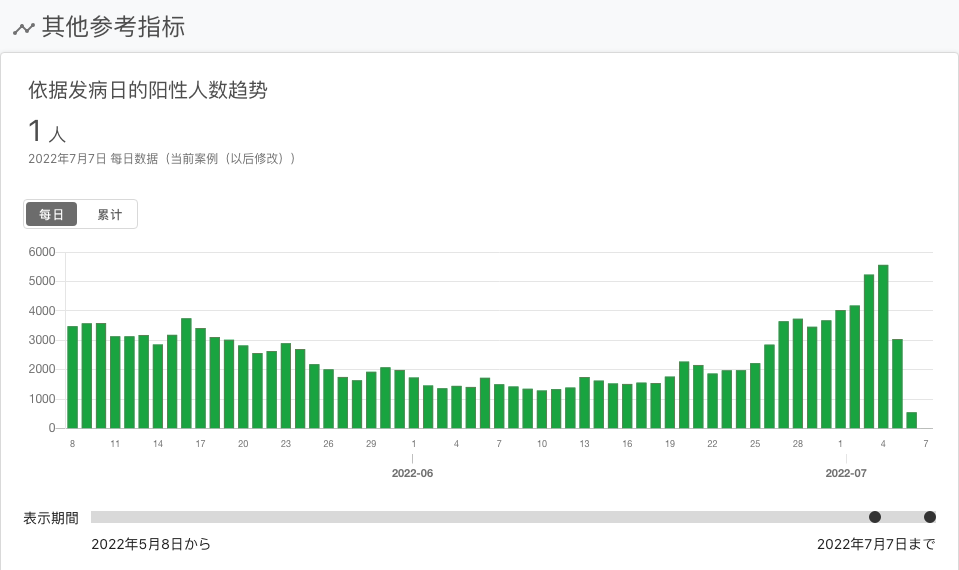 其他参考指标
依据发病日的阳性人数趋势
1 人
2022年7月7日 每日数据（当前案例（以后修改））
每日 累计
6000
5000
4000
3000
2000
1000
0
8 11 14 17 20 23 26 29 1 4 7 10 13 16 19 22 25 28 1 4 7
2022-06 2022-07
表示期間
2022年5月8日から 2022年7月7日まで